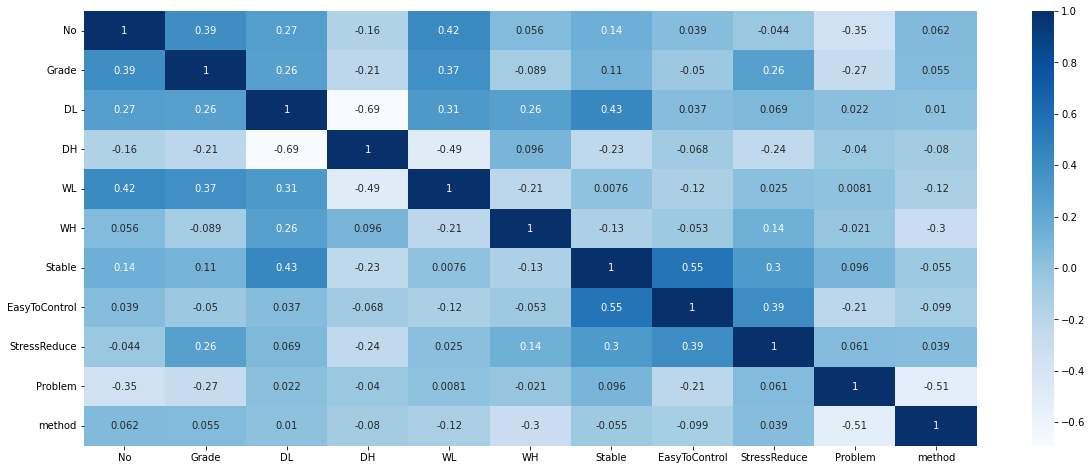 No 1 0.39 0.27 -0.16 0.42 0.056 0.14 0.039 -0.044 -0.35 0.062
Grade 0.39 1 0.26 -0.21 0.37 -0.089 0.11 -0.05 0.26 -0.27 0.055
DL 0.27 0.26 1 -0.69 0.31 0.26 0.43 0.037 0.069 0.022 0.01
DH -0.16 -0.21 -0.69 1 -0.49 0.096 -0.23 -0.068 -0.24 -0.04 -0.08
WL 0.42 0.37 0.31 -0.49 1 -0.21 0.0076 -0.12 0.025 0.0081 -0.12
WH 0.056 -0.089 0.26 0.096 -0.21 1 -0.13 -0.053 0.14 -0.021 -0.3
Stable 0.14 0.11 0.43 -0.23 0.0076 -0.13 1 0.55 0.3 0.096 -0.055
EasyToControl 0.039 -0.05 0.037 -0.068 -0.12 -0.053 0.55 1 0.39 -0.21 -0.099
StressReduce -0.044 0.26 0.069 -0.24 0.025 0.14 0.3 0.39 1 0.061 0.039
Problem -0.35 -0.27 0.022 -0.04 0.0081 -0.021 0.096 -0.21 0.061 1 -0.51
method 0.062 0.055 0.01 -0.08 -0.12 -0.3 -0.055 -0.099 0.039 -0.51 1
No Grade DL DH WL WH Stable EasyToControl StressReduce Problem method
1.0
0.8
0.6
0.4
0.2
0.0
−0.2
−0.4
−0.6